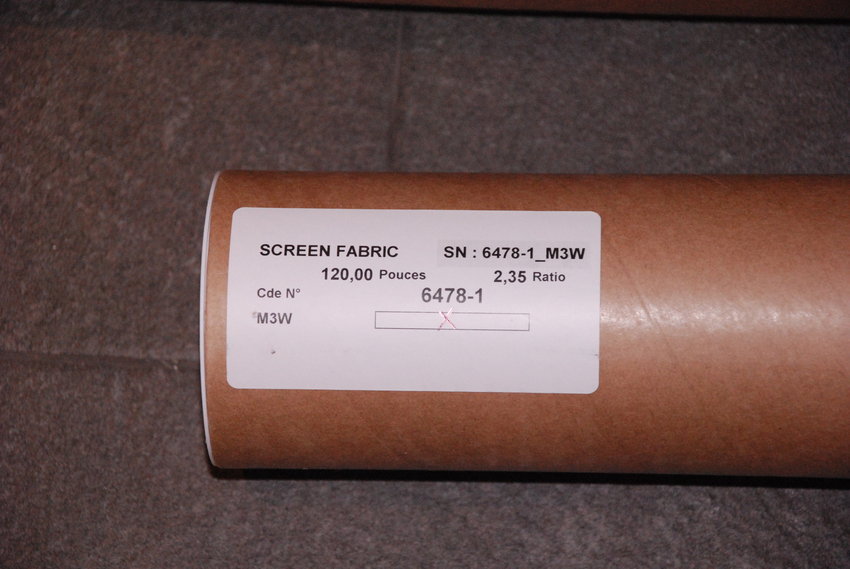 SCREEN FABRIC SN : 6478-1_M3W
120,00 Pouces 2,35 Ratio
Cde N° 6478-1
M3W